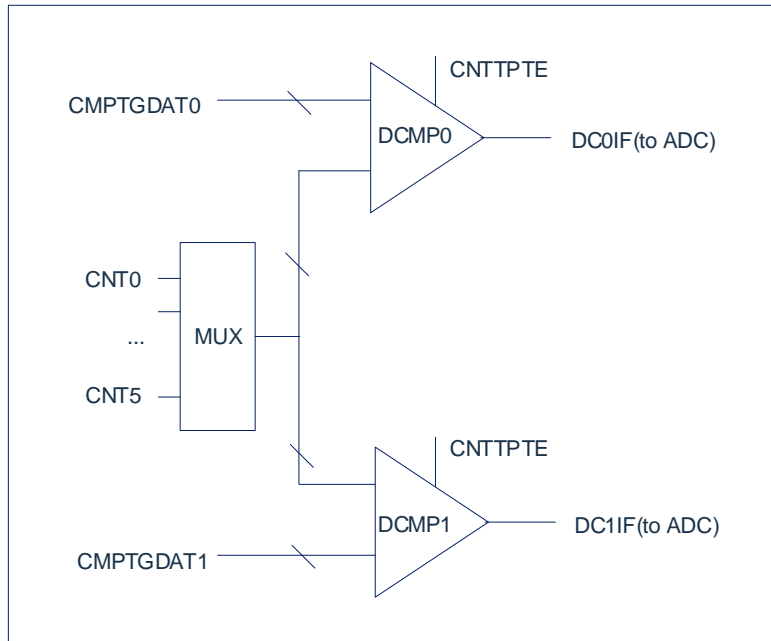 CNTTPTE
CMPTGDAT0
DCMP0
DC0IF(to ADC)
CNT0
...
MUX
CNT5
CNTTPTE
DCMP1
DC1IF(to ADC)
CMPTGDAT1